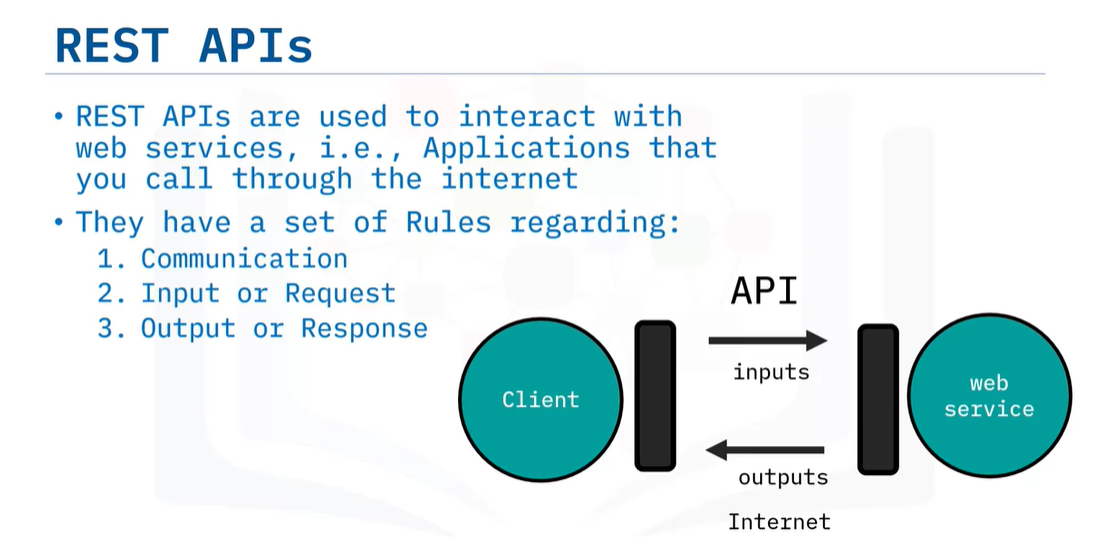 REST APIs
• REST APIs are used to interact with
web services, i.e., Applications that
you call through the internet
• They have a set of Rules regarding:
1. Communication
2. Input or Request
3. Output or Response
API
inputs
Client
web
service
outputs
Internet